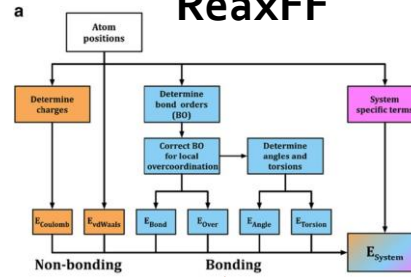 ReaxFF
a
Atom
positions
Determine
charges
Determine
bond orders
(BO)
System
specific terms
Correct BO
for local
overcoordination
Determine
angles and
torsions
ECoulomb
EvdWaals
EBond
EOver
EAngle
ETorsion
ESystem
Non-bonding
Bonding